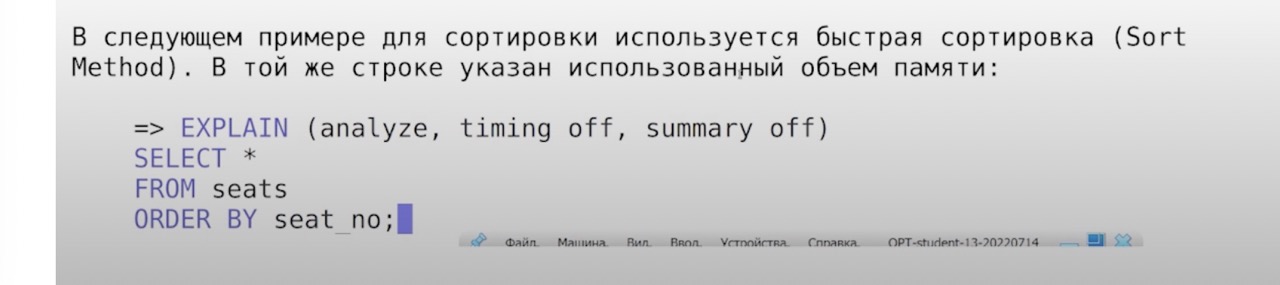 В следующем примере для сортировки используется быстрая сортировка (Sort
Method). В той же строке указан использованный объем памяти:
=> EXPLAIN (analyze, timing off, summary off)
SELECT *
FROM seats
ORDER BY seat_no;
Файл Машина Вид Ввод Устройства Справка OPT-student-13-20220714